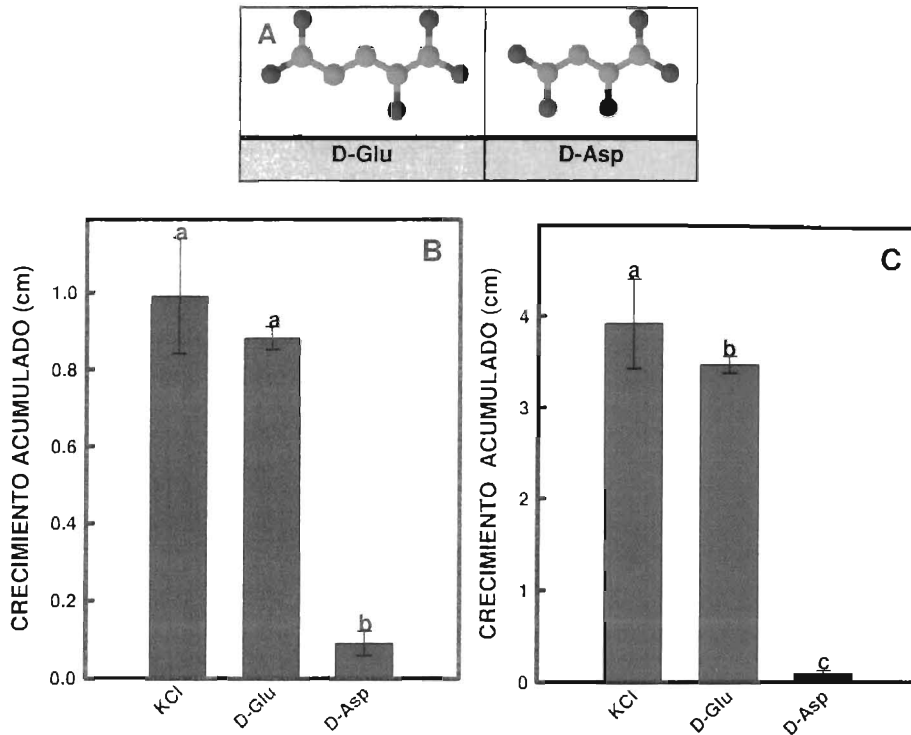 A
D-Glu
D-Asp
B
CRECIMIENTO ACUMULADO (cm)
1.0
0.8
0.6
0.4
0.2
0.0
a
a
b
KCl
D-Glu
D-Asp
C
CRECIMIENTO ACUMULADO (cm)
4
3
2
1
0
a
b
c
KCl
D-Glu
D-Asp